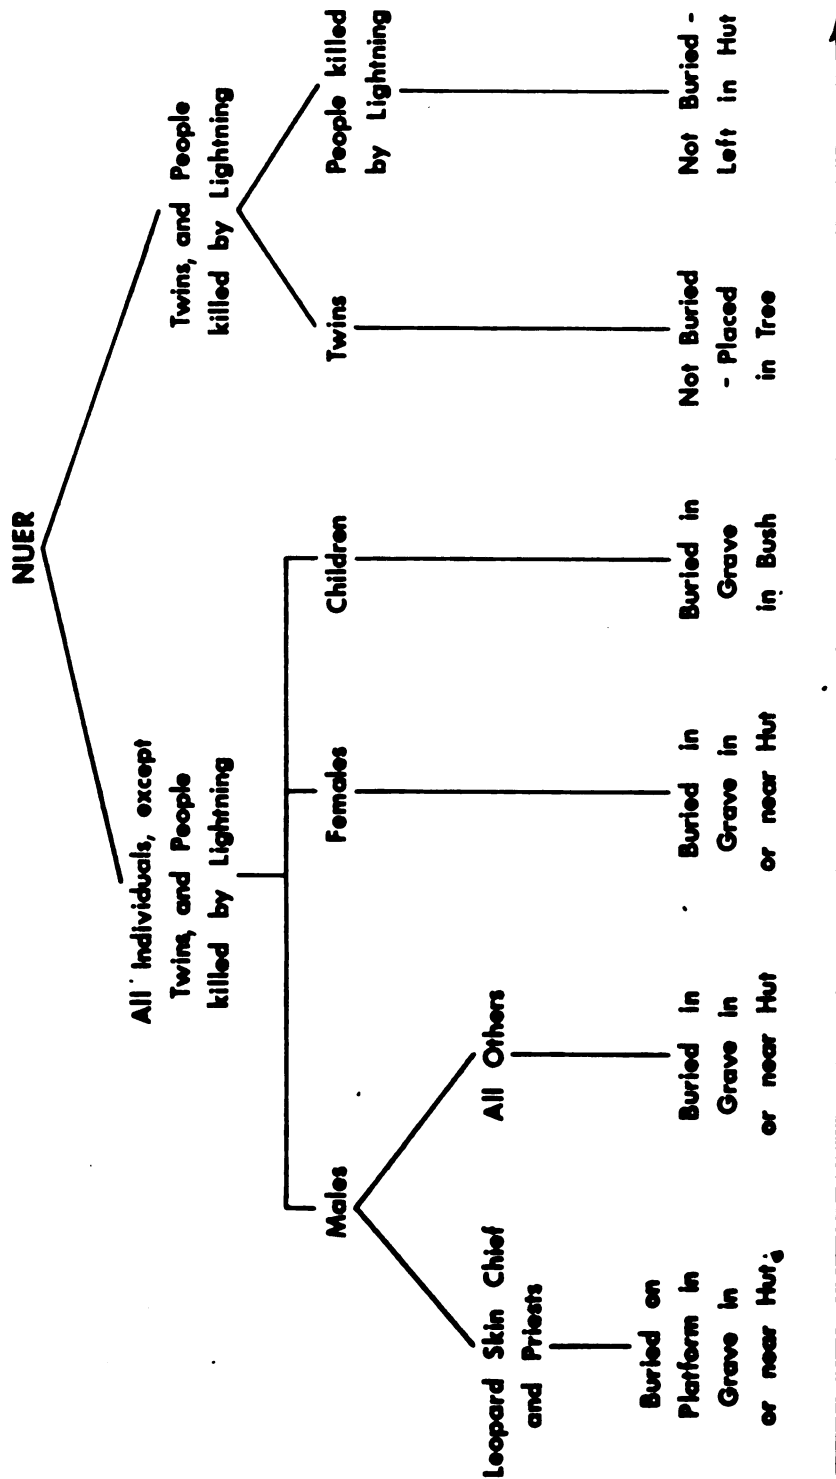 NUER
All Individuals, except
Twins, and People
killed by Lightning
Twins, and People
killed by Lightning
Males
Females
Children
Twins
People killed
by Lightning
Leopard Skin Chief
and Priests
All Others
Buried on
Platform in
Grave in
or near Hut
Buried in
Grave in
or near Hut
Buried in
Grave in
or near Hut
Buried in
Grave
in Bush
Not Buried
- Placed
in Tree
Not Buried -
Left in Hut